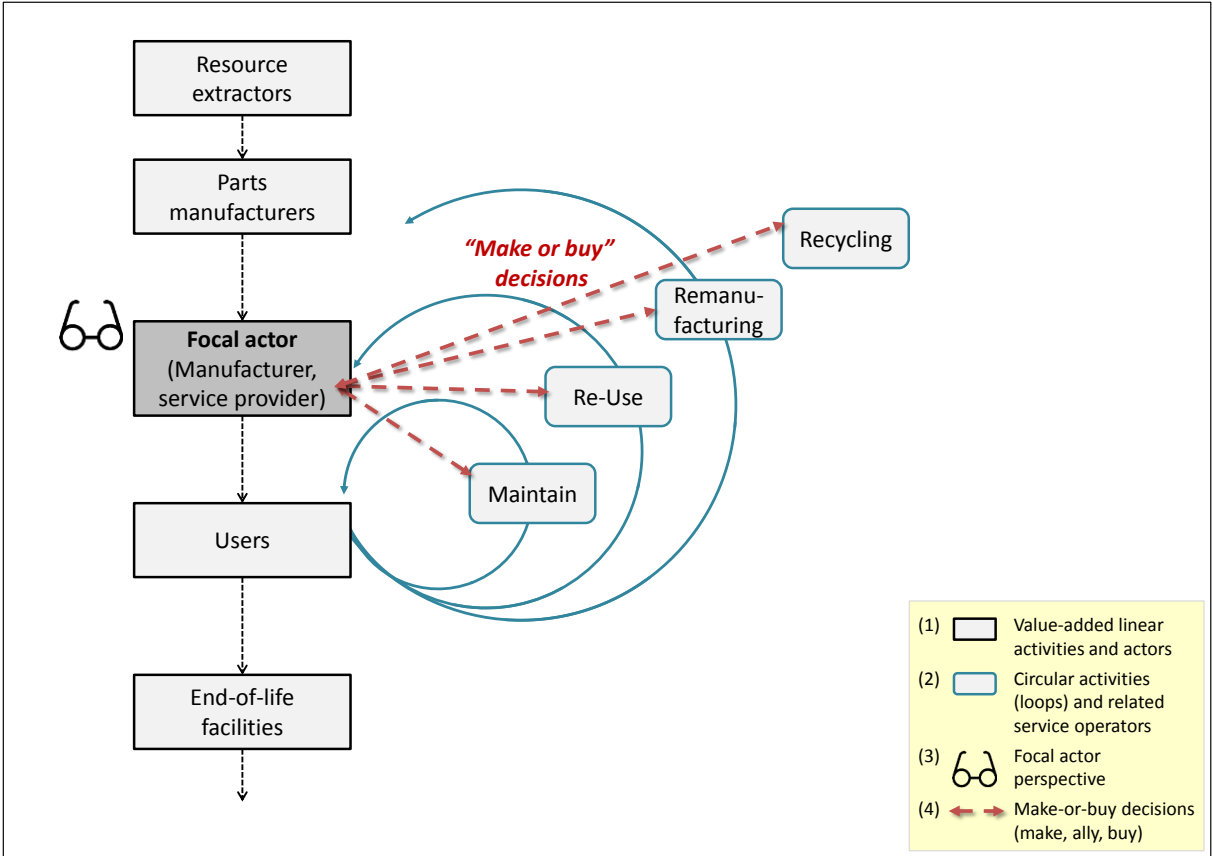 Resource
extractors
Parts
manufacturers
“Make or buy”
decisions
Recycling
Remanu-
facturing
Focal actor
(Manufacturer,
service provider)
Re-Use
Maintain
Users
End-of-life
facilities
(1) Value-added linear
activities and actors
(2) Circular activities
(loops) and related
service operators
(3) Focal actor
perspective
(4) Make-or-buy decisions
(make, ally, buy)